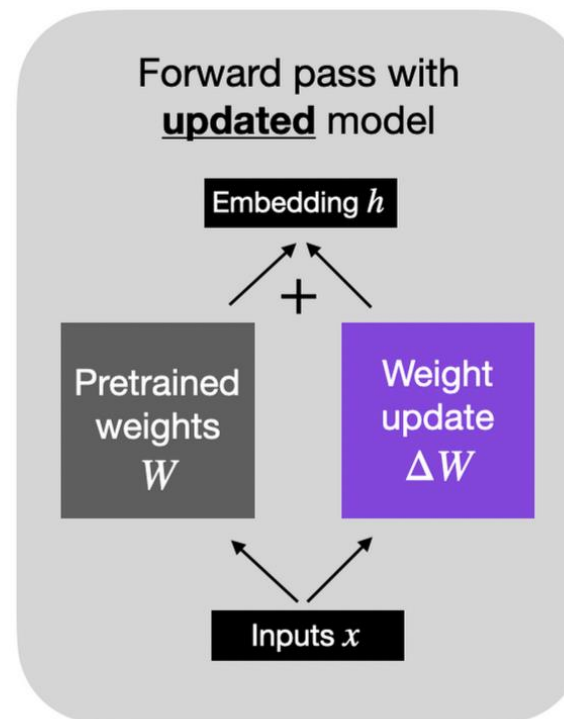 Forward pass with
updated model
Embedding h
+
Pretrained
weights
W
Weight
update
ΔW
Inputs x